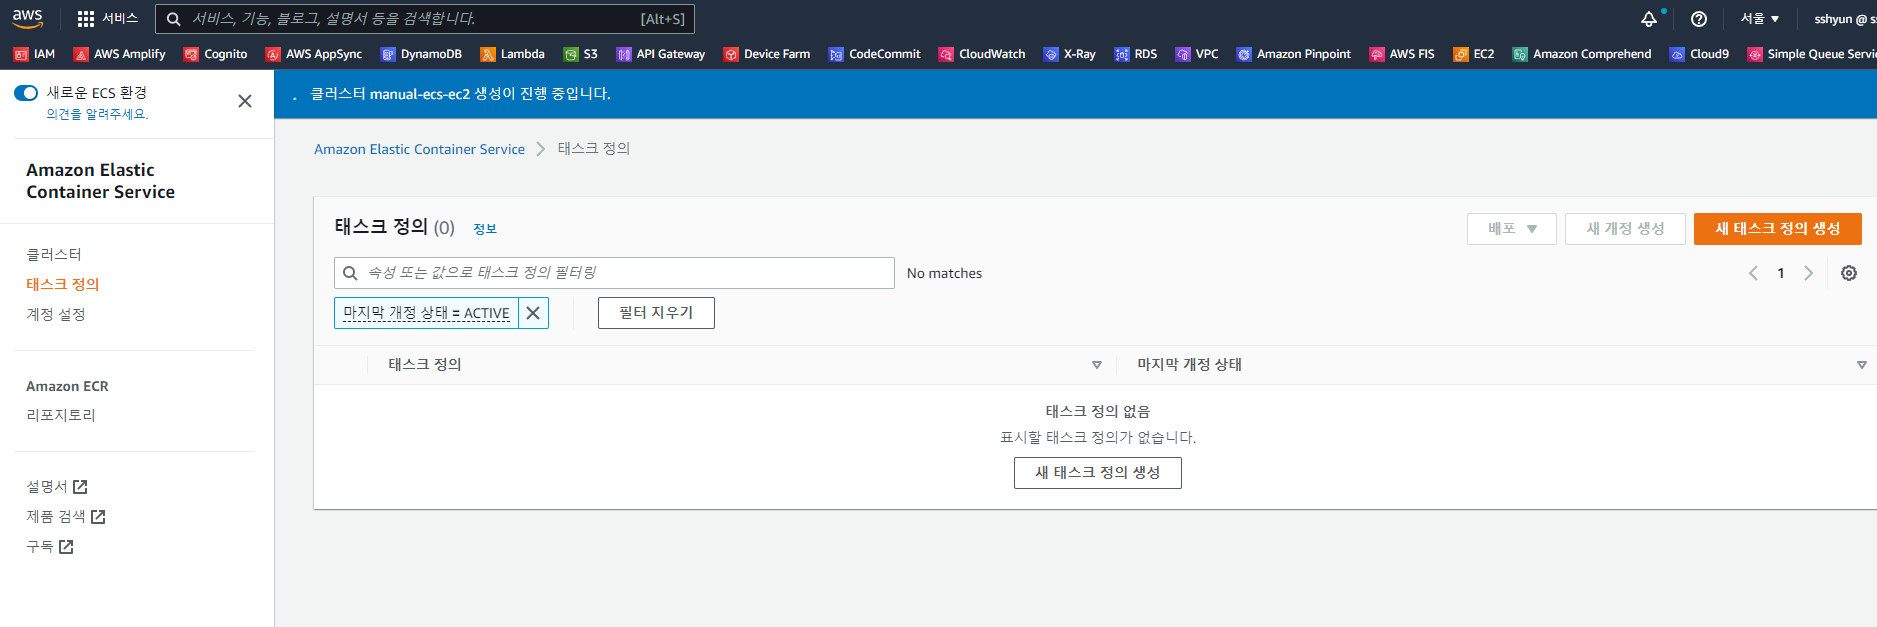 aws
서비스
서비스, 기능, 블로그, 설명서 등을 검색합니다.
[Alt+S]
서울 ▼
sshyun @
IAM
AWS Amplify
Cognito
AWS AppSync
DynamoDB
Lambda
S3
API Gateway
Device Farm
CodeCommit
CloudWatch
X-Ray
RDS
VPC
Amazon Pinpoint
AWS FIS
EC2
Amazon Comprehend
Cloud9
Simple Queue
새로운 ECS 환경
의견을 알려주세요.
클러스터 manual-ecs-ec2 생성이 진행 중입니다.
Amazon Elastic
Container Service
클러스터
태스크 정의
계정 설정
Amazon ECR
리포지토리
설명서
제품 검색
구독
Amazon Elastic Container Service
태스크 정의
태스크 정의 (0)
정보
배포 ▼
새 개정 생성
새 태스크 정의 생성
속성 또는 값으로 태스크 정의 필터링
No matches
1
마지막 개정 상태 = ACTIVE
필터 지우기
태스크 정의
마지막 개정 상태
태스크 정의 없음
표시할 태스크 정의가 없습니다.
새 태스크 정의 생성